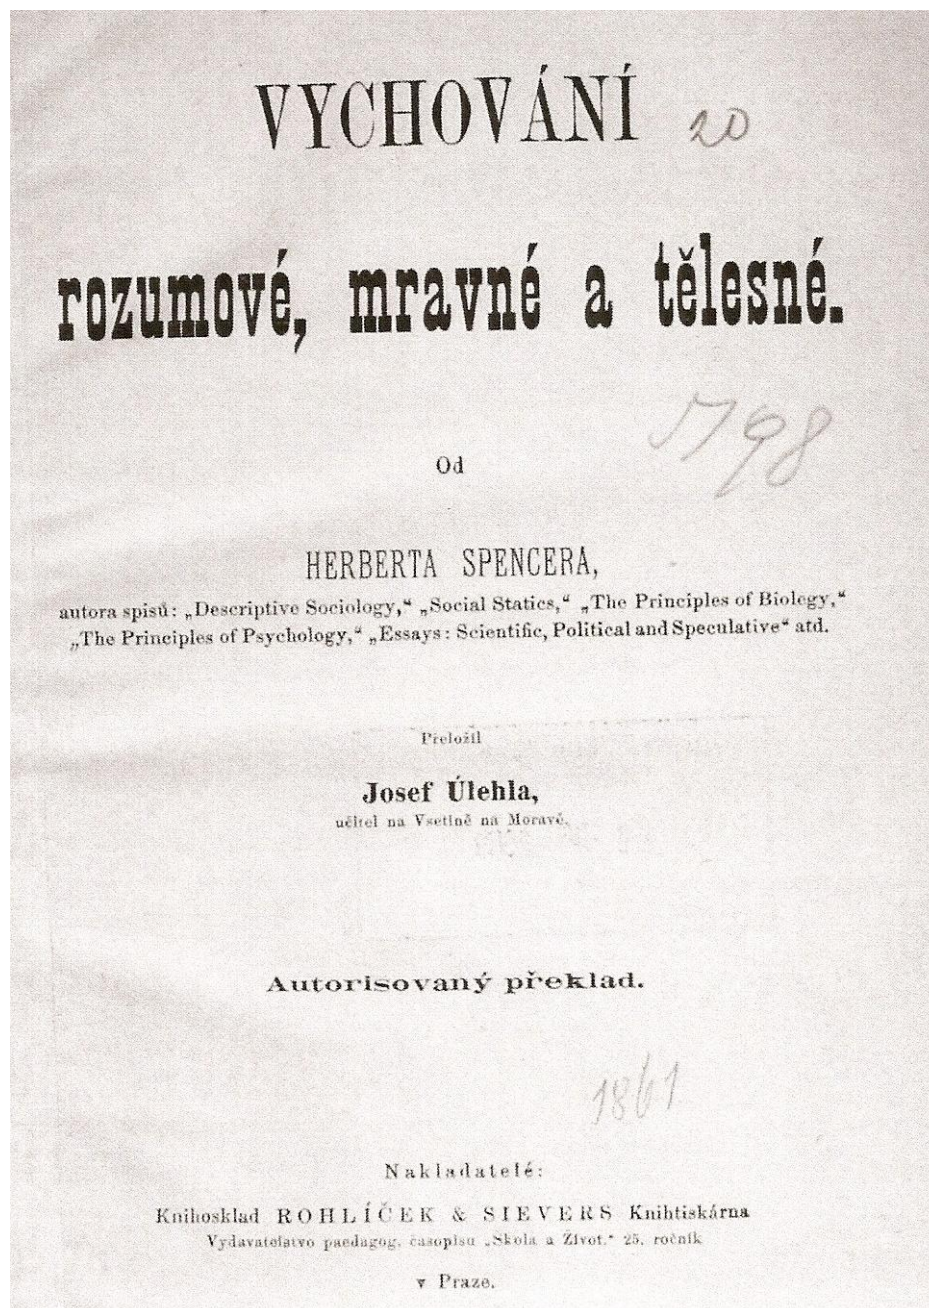 VYCHOVÁNÍ 20
rozumové, mravné a tělesné.
5798
Od
HERBERTA SPENCERA,
autora spisů: „Descriptive Sociology,“ „Social Statics,“ „The Principles of Biology,“
„The Principles of Psychology,“ „Essays: Scientific, Political and Speculative“ atd.
Přeložil
Josef Úlehla,
učitel na Vsetíně na Moravě.
Autorisovaný překlad.
1861
Nakladatelé:
Knihosklad ROHLÍČEK & SIEVERS Knihtiskárna
Vydavatelstvo paedagog. časopisu „Skola a Život.“ 25. ročník
v Praze.